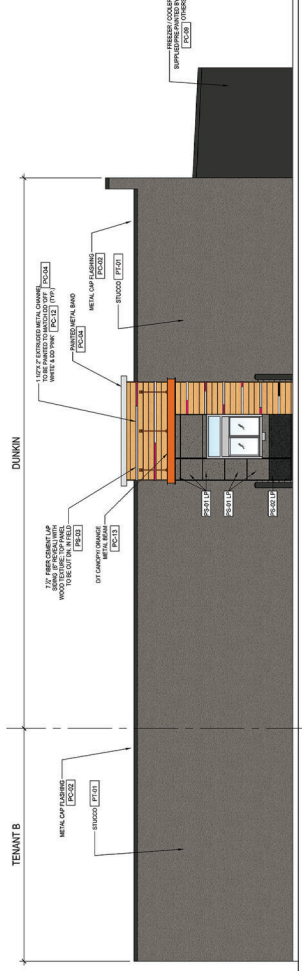 TENANT B
DUNKIN
METAL CAP FLASHING
PC-02
STUCCO PT-01
7 ½" FIBER CEMENT LAP
SIDING (6" REVEAL) WITH
WOOD TEXTURE; TOP PANEL
TO BE CUT DN. IN FIELD
PS-03
D/T CANOPY/ ORANGE
METAL BEAM
PC-13
1 1/2"X 2" EXTRUDED METAL CHANNEL PC-04
TO BE PAINTED TO MATCH DD 'OFF
WHITE' & DD 'PINK' PC-12 (TYP.)
PAINTED METAL BAND
PC-04
METAL CAP FLASHING
PC-02
STUCCO PT-01
FREEZER / COOLER
SUPPLIED/PRE-PAINTED BY
OTHERS
PC-09
PS-01 LP
PS-01 LP
PS-02 LP